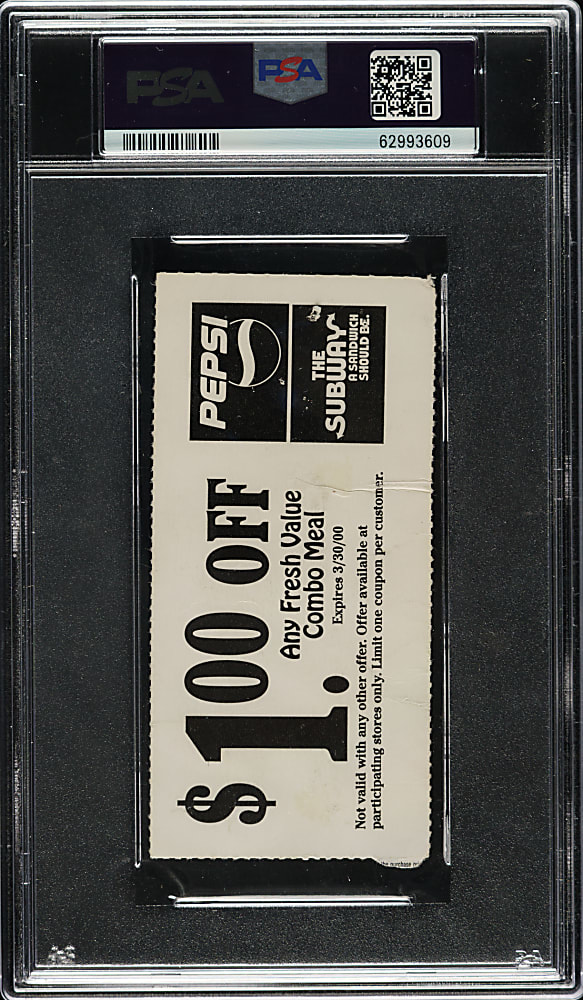 PSA
PSA
62993609
PEPSI
THE
SUBWAY
A SANDWICH
SHOULD BE.
$1.00 OFF
Any Fresh Value
Combo Meal
Expires 3/30/00
Not valid with any other offer. Offer available at
participating stores only. Limit one coupon per customer.
the purchase